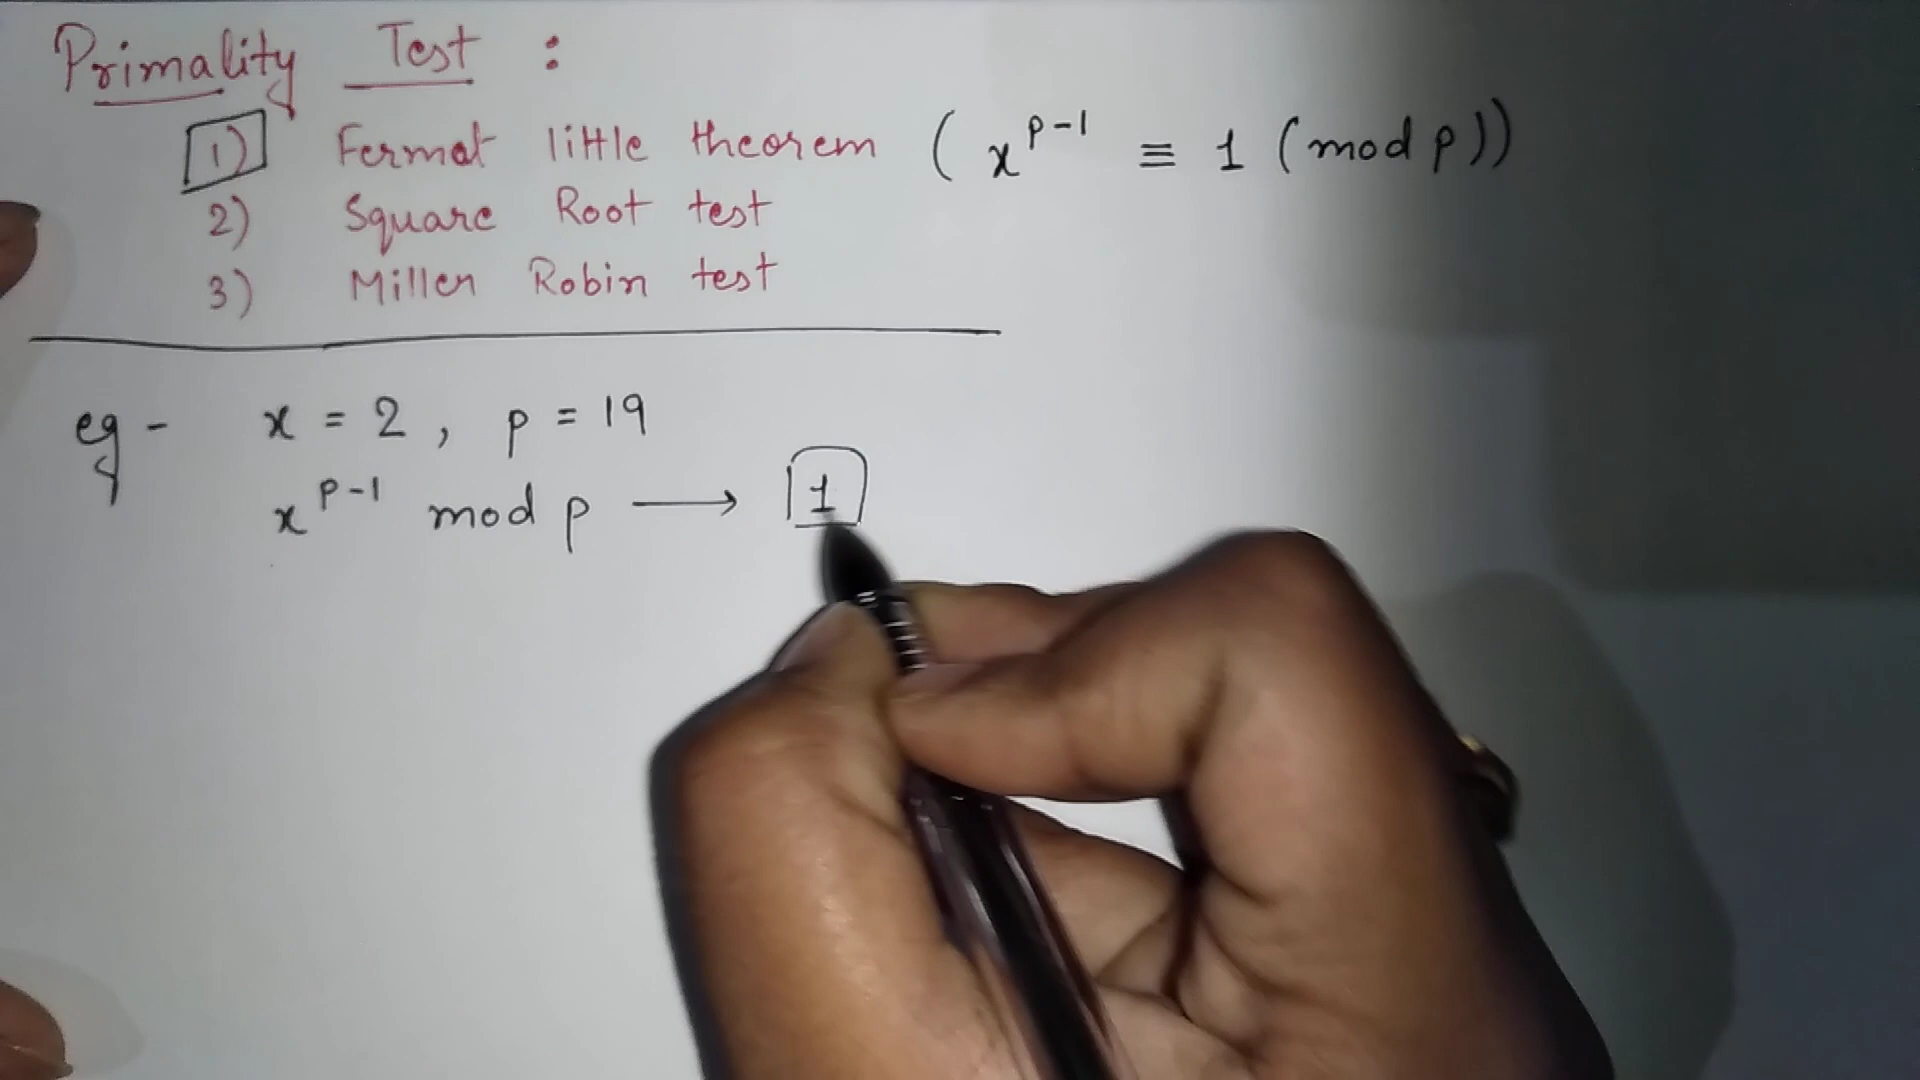 Primality Test :
1) Fermat little theorem ( x^{p-1} ≡ 1 (mod p))
2) Square Root test
3) Miller Robin test
eg - x = 2, p = 19
x^{p-1} mod p → 1